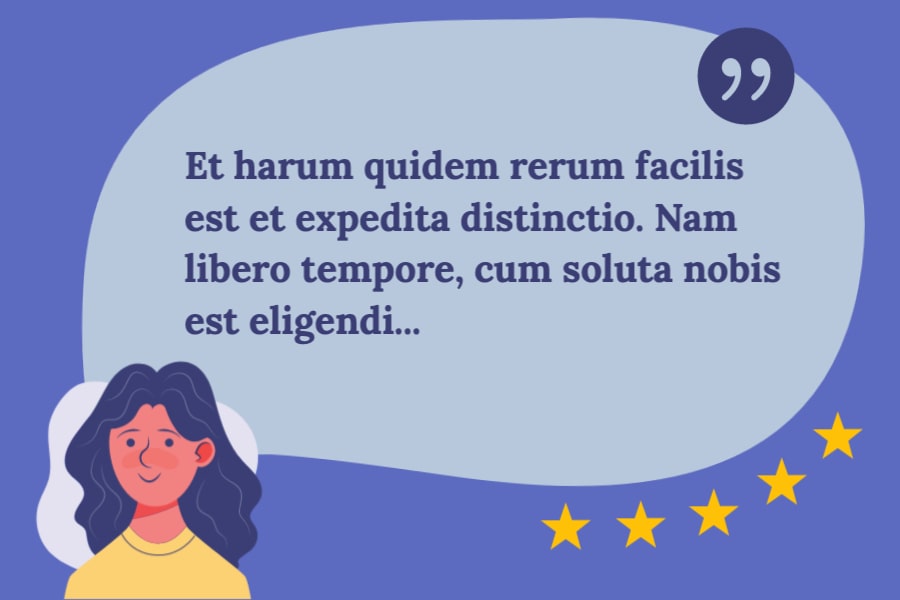 ”
Et harum quidem rerum facilis
est et expedita distinctio. Nam
libero tempore, cum soluta nobis
est eligendi...